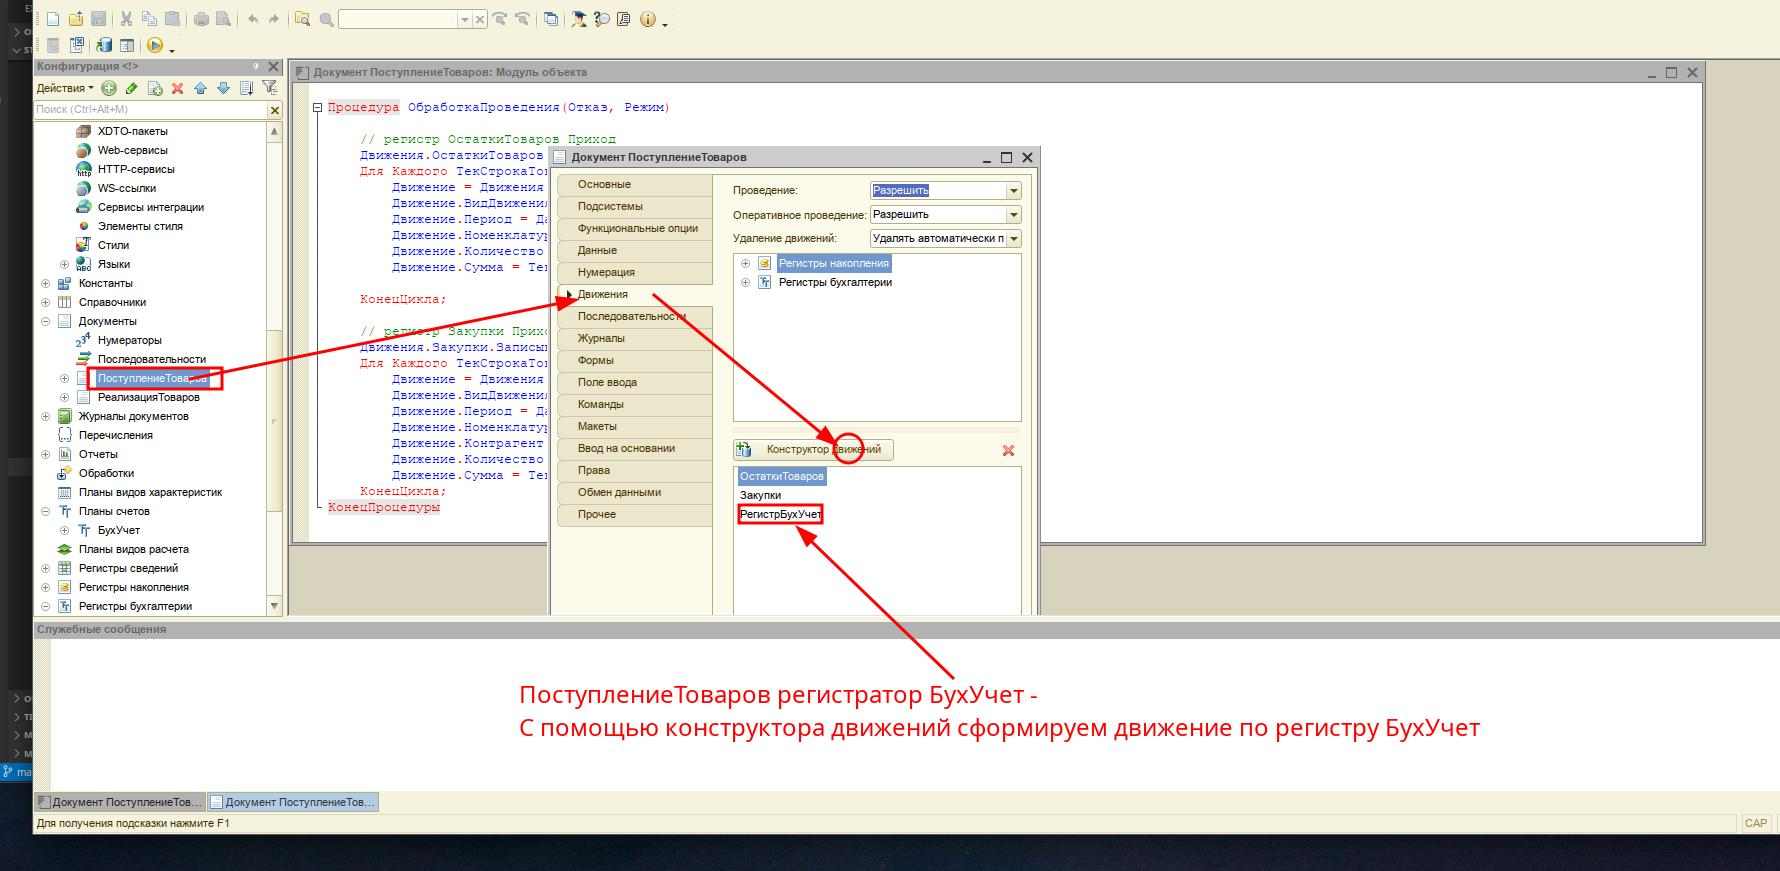 Конфигурация <!>
Действия
Поиск (Ctrl+Alt+M)
XDTO-пакеты
Web-сервисы
HTTP-сервисы
WS-ссылки
Сервисы интеграции
Элементы стиля
Стили
Языки
Константы
Справочники
Документы
Нумераторы
Последовательности
ПоступлениеТоваров
РеализацияТоваров
Журналы документов
Перечисления
Отчеты
Обработки
Планы видов характеристик
Планы счетов
БухУчет
Планы видов расчета
Регистры сведений
Регистры накопления
Регистры бухгалтерии
Документ ПоступлениеТоваров: Модуль объекта
Процедура ОбработкаПроведения(Отказ, Режим)
// регистр ОстаткиТоваров Приход
Движения.ОстаткиТоваров
Для Каждого ТекСтрокаТо
Движение = Движения
Движение.ВидДвижени
Движение.Период = Да
Движение.Номенклатур
Движение.Количество
Движение.Сумма = Те
КонецЦикла;
// регистр Закупки Прихо
Движения.Закупки.Записы
Для Каждого ТекСтрокаТо
Движение = Движения
Движение.ВидДвижени
Движение.Период = Да
Движение.Номенклатур
Движение.Контрагент
Движение.Количество
Движение.Сумма = Те
КонецЦикла;
КонецПроцедуры
Документ ПоступлениеТоваров
Основные
Подсистемы
Функциональные опции
Данные
Нумерация
Движения
Последовательности
Журналы
Формы
Поле ввода
Команды
Макеты
Ввод на основании
Права
Обмен данными
Прочее
Проведение: Разрешить
Оперативное проведение: Разрешить
Удаление движений: Удалять автоматически п
Регистры накопления
Регистры бухгалтерии
Конструктор движений
ОстаткиТоваров
Закупки
РегистрБухУчет
Служебные сообщения
ПоступлениеТоваров регистратор БухУчет -
С помощью конструктора движений сформируем движение по регистру БухУчет
Документ ПоступлениеТов... Документ ПоступлениеТов...
Для получения подсказки нажмите F1
CAP